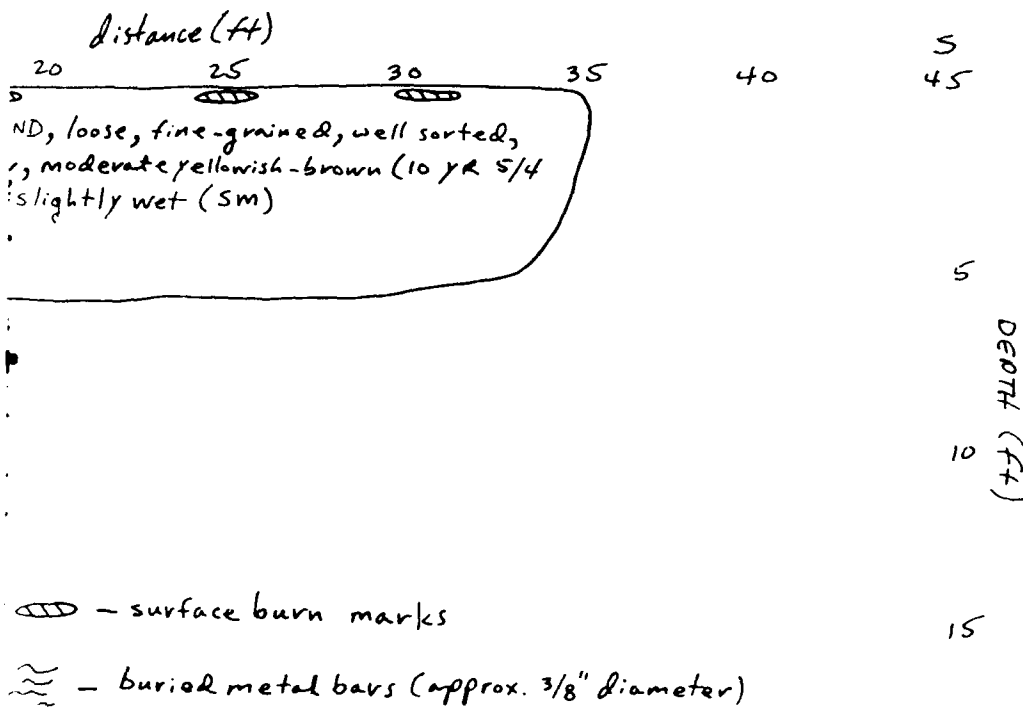 distance (ft)
S
20 25 30 35 40 45
ND, loose, fine-grained, well sorted,
, moderate yellowish-brown (10 YR 5/4
slightly wet (Sm)
5
DEPTH (ft)
10
— surface burn marks
15
— buried metal bars (approx. 3/8" diameter)